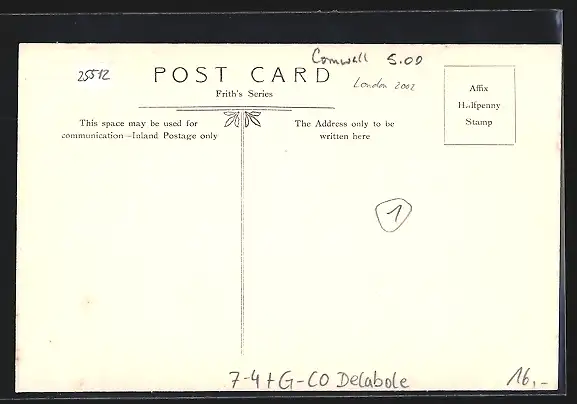 25512
Cornwall 5.00
POST CARD
London 2002
Frith's Series
Affix
Halfpenny
Stamp
This space may be used for
communication—Inland Postage only
The Address only to be
written here
1
7-4+G-CO Delabole
16,-